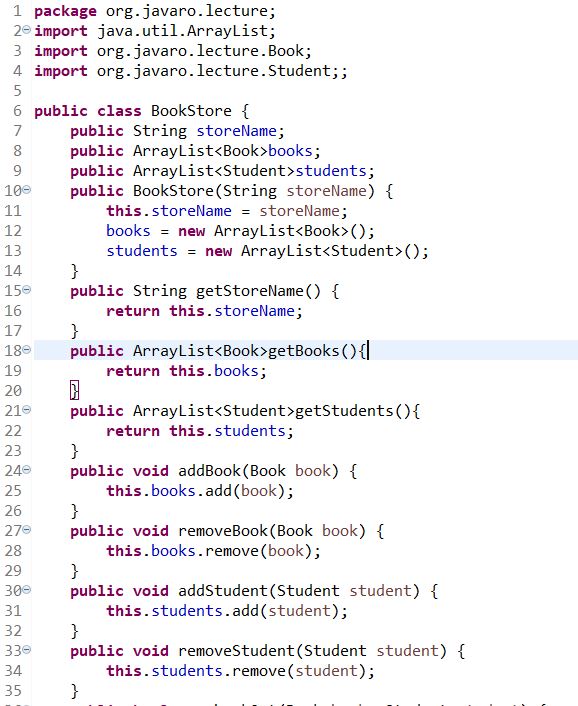 1 package org.javaro.lecture;
2 import java.util.ArrayList;
3 import org.javaro.lecture.Book;
4 import org.javaro.lecture.Student;;
5
6 public class BookStore {
7 public String storeName;
8 public ArrayList<Book>books;
9 public ArrayList<Student>students;
10 public BookStore(String storeName) {
11 this.storeName = storeName;
12 books = new ArrayList<Book>();
13 students = new ArrayList<Student>();
14 }
15 public String getStoreName() {
16 return this.storeName;
17 }
18 public ArrayList<Book>getBooks(){
19 return this.books;
20 }
21 public ArrayList<Student>getStudents(){
22 return this.students;
23 }
24 public void addBook(Book book) {
25 this.books.add(book);
26 }
27 public void removeBook(Book book) {
28 this.books.remove(book);
29 }
30 public void addStudent(Student student) {
31 this.students.add(student);
32 }
33 public void removeStudent(Student student) {
34 this.students.remove(student);
35 }